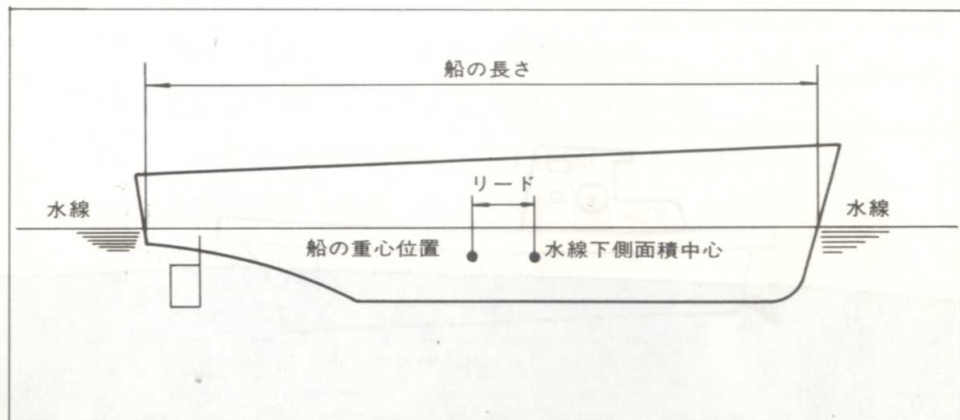 船の長さ
リード
水線
水線
船の重心位置
水線下側面積中心